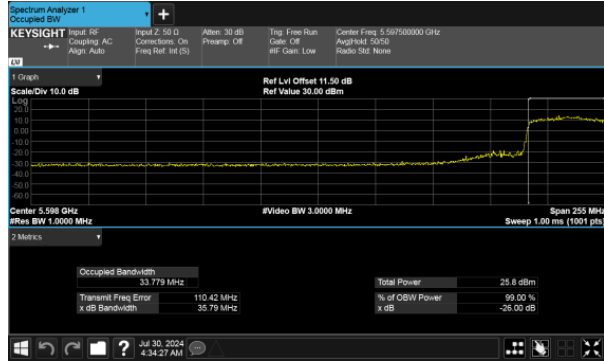 Spectrum Analyzer 1
Occupied BW
KEYSIGHT Input: RF
Coupling: AC
Align: Auto
Input Z: 50 Ω
Corrections: On
Freq Ref: Int (S)
Atten: 30 dB
Preamp: Off
Trig: Free Run
Gate: Off
#IF Gain: Low
Center Freq: 5.597500000 GHz
Avg|Hold: 50/50
Radio Std: None
1 Graph
Scale/Div 10.0 dB
Ref Lvl Offset 11.50 dB
Ref Value 30.00 dBm
Log
20.0
10.0
0.00
-10.0
-20.0
-30.0
-40.0
-50.0
-60.0
Center 5.598 GHz
#Res BW 1.0000 MHz
#Video BW 3.0000 MHz
Span 255 MHz
Sweep 1.00 ms (1001 pts)
2 Metrics
Occupied Bandwidth
33.779 MHz
Total Power 25.8 dBm
Transmit Freq Error 110.42 MHz
% of OBW Power 99.00 %
x dB Bandwidth 35.79 MHz
x dB -26.00 dB
Jul 30, 2024
4:34:27 AM